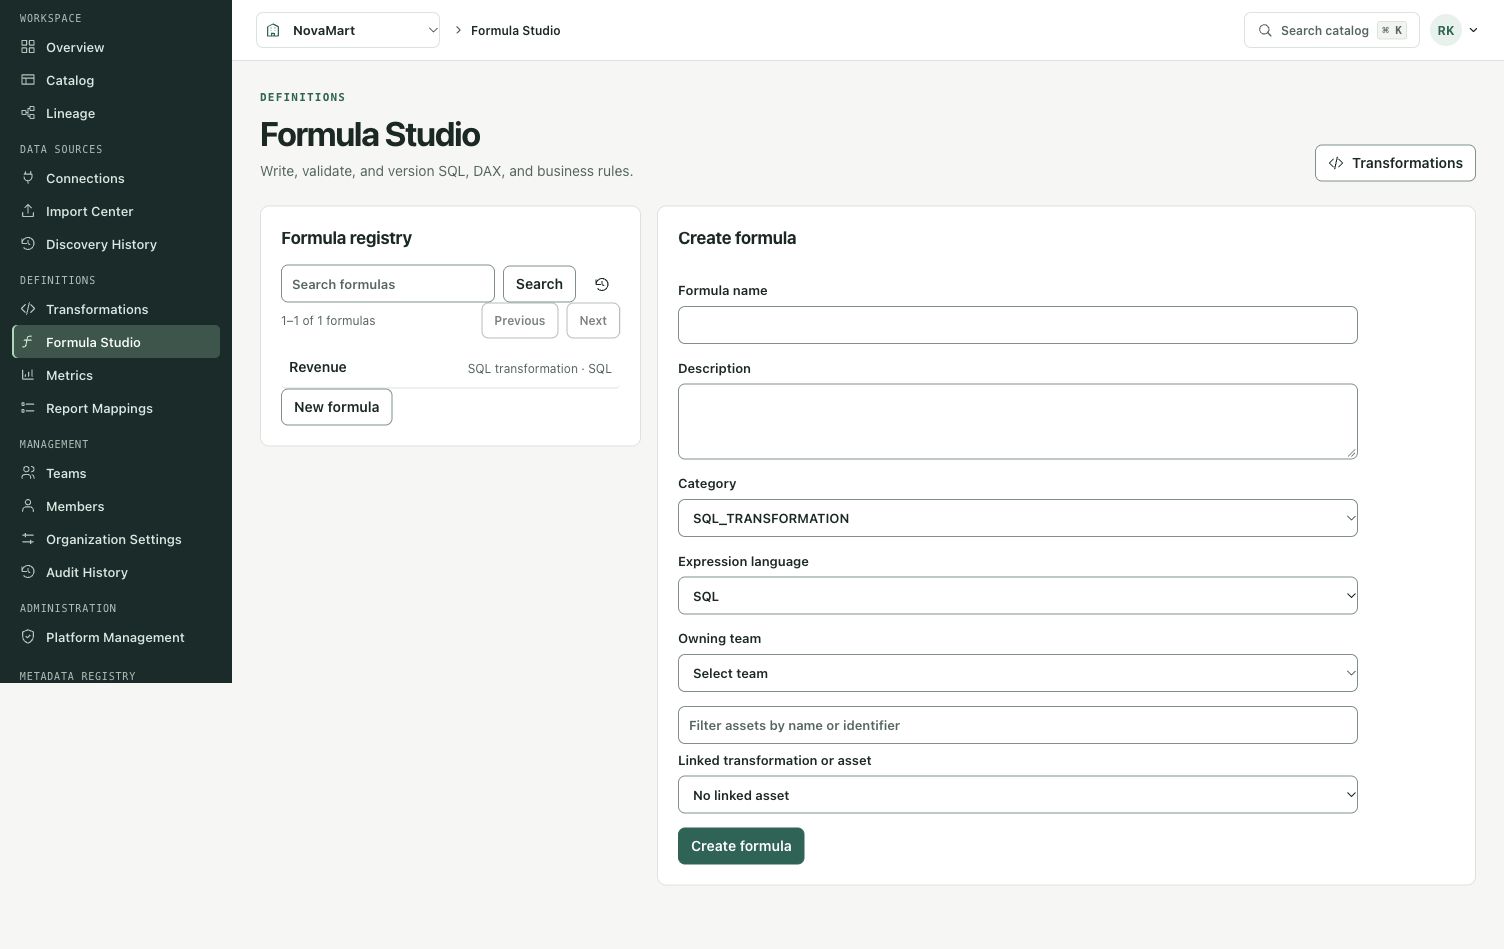 WORKSPACE
Overview
Catalog
Lineage
DATA SOURCES
Connections
Import Center
Discovery History
DEFINITIONS
Transformations
Formula Studio
Metrics
Report Mappings
MANAGEMENT
Teams
Members
Organization Settings
Audit History
ADMINISTRATION
Platform Management
METADATA REGISTRY
NovaMart
Formula Studio
Search catalog ⌘ K
RK
DEFINITIONS
Formula Studio
Write, validate, and version SQL, DAX, and business rules.
Transformations
Formula registry
Search formulas
Search
1–1 of 1 formulas
Previous
Next
Revenue
SQL transformation · SQL
New formula
Create formula
Formula name
Description
Category
SQL_TRANSFORMATION
Expression language
SQL
Owning team
Select team
Filter assets by name or identifier
Linked transformation or asset
No linked asset
Create formula